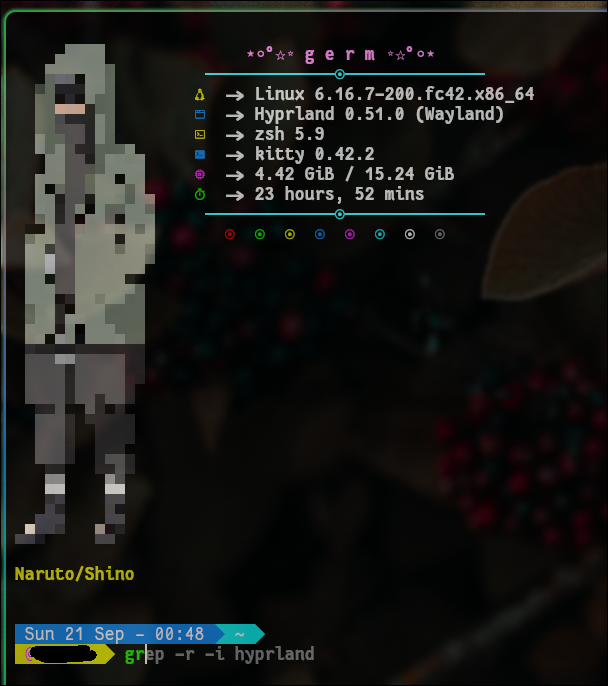 ⋆∘°☆⋆ g e r m ⋆☆°∘⋆
→ Linux 6.16.7-200.fc42.x86_64
→ Hyprland 0.51.0 (Wayland)
→ zsh 5.9
→ kitty 0.42.2
→ 4.42 GiB / 15.24 GiB
→ 23 hours, 52 mins
Naruto/Shino
Sun 21 Sep - 00:48 ~
grep -r -i hyprland